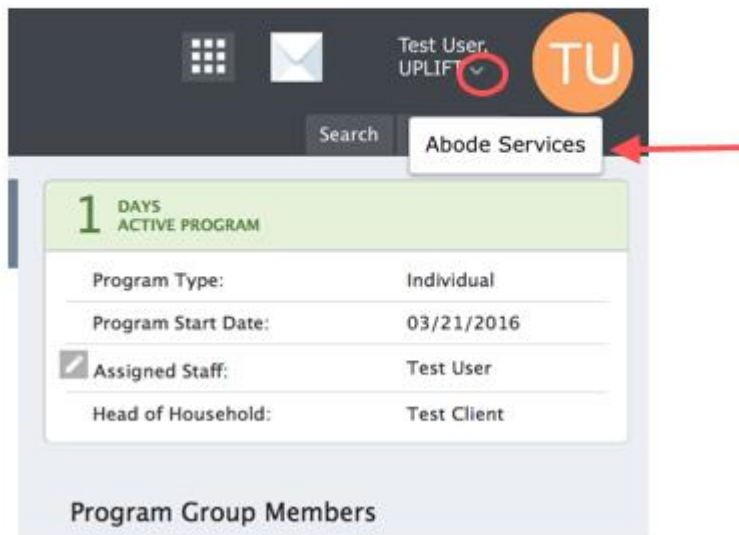 Test User,
UPLIFT
TU
Search
Abode Services
1 DAYS
ACTIVE PROGRAM
Program Type: Individual
Program Start Date: 03/21/2016
Assigned Staff: Test User
Head of Household: Test Client
Program Group Members